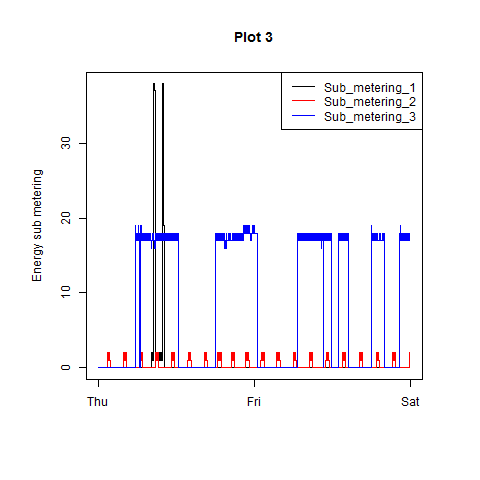 Plot 3
Sub_metering_1
Sub_metering_2
Sub_metering_3
Energy sub metering
30
20
10
0
Thu Fri Sat